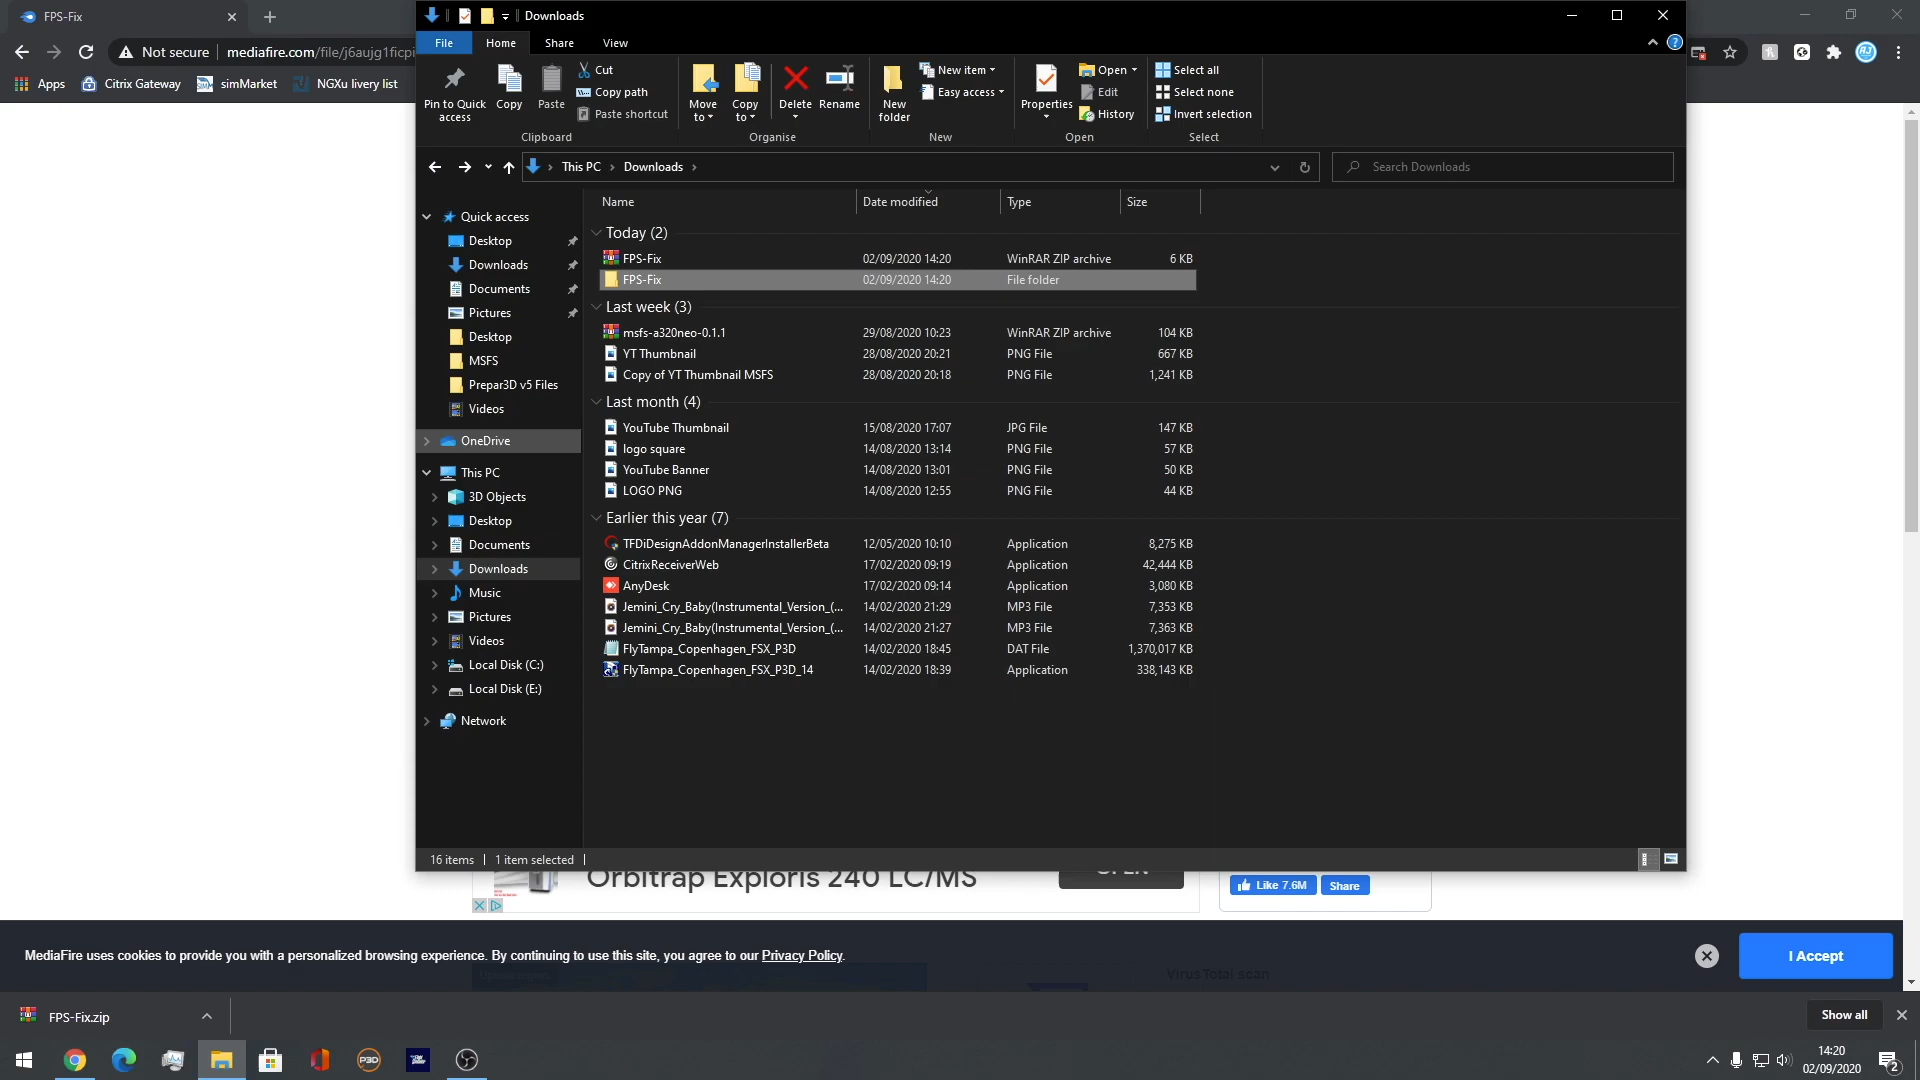 FPS-Fix
Downloads
File
Home
Share
View
Not secure
mediafire.com/file/j6aujg1ficpi
Apps
Citrix Gateway
simMarket
NGXu livery list
Pin to Quick access
Copy
Paste
Cut
Copy path
Paste shortcut
Clipboard
Move to
Copy to
Delete
Rename
Organise
New folder
New item
Easy access
New
Properties
Open
Edit
History
Open
Select all
Select none
Invert selection
Select
This PC
Downloads
Search Downloads
Name
Date modified
Type
Size
Quick access
Desktop
Downloads
Documents
Pictures
Desktop
MSFS
Prepar3D v5 Files
Videos
OneDrive
This PC
3D Objects
Desktop
Documents
Downloads
Music
Pictures
Videos
Local Disk (C:)
Local Disk (E:)
Network
Today (2)
FPS-Fix 02/09/2020 14:20 WinRAR ZIP archive 6 KB
FPS-Fix 02/09/2020 14:20 File folder
Last week (3)
msfs-a320neo-0.1.1 29/08/2020 10:23 WinRAR ZIP archive 104 KB
YT Thumbnail 28/08/2020 20:21 PNG File 667 KB
Copy of YT Thumbnail MSFS 28/08/2020 20:18 PNG File 1,241 KB
Last month (4)
YouTube Thumbnail 15/08/2020 17:07 JPG File 147 KB
logo square 14/08/2020 13:14 PNG File 57 KB
YouTube Banner 14/08/2020 13:01 PNG File 50 KB
LOGO PNG 14/08/2020 12:55 PNG File 44 KB
Earlier this year (7)
TFDiDesignAddonManagerInstallerBeta 12/05/2020 10:10 Application 8,275 KB
CitrixReceiverWeb 17/02/2020 09:19 Application 42,444 KB
AnyDesk 17/02/2020 09:14 Application 3,080 KB
Jemini_Cry_Baby(Instrumental_Version_(... 14/02/2020 21:29 MP3 File 7,353 KB
Jemini_Cry_Baby(Instrumental_Version_(... 14/02/2020 21:27 MP3 File 7,363 KB
FlyTampa_Copenhagen_FSX_P3D 14/02/2020 18:45 DAT File 1,370,017 KB
FlyTampa_Copenhagen_FSX_P3D_14 14/02/2020 18:39 Application 338,143 KB
16 items
1 item selected
Orbitrap Exploris 240 LC/MS
OPEN
Like 7.6M
Share
MediaFire uses cookies to provide you with a personalized browsing experience. By continuing to use this site, you agree to our Privacy Policy.
I Accept
VirusTotal scan
FPS-Fix.zip
Show all
P3D
14:20
02/09/2020
2